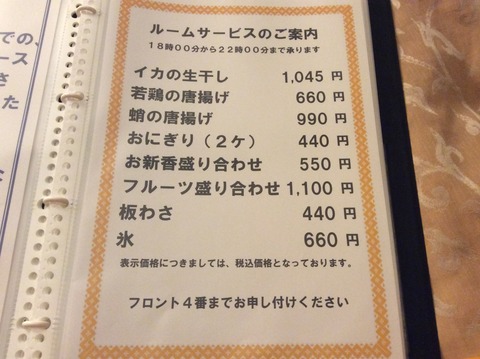 での、
ース
さ
した
ルームサービスのご案内
18時00分から22時00分まで承ります
イカの生干し 1,045 円
若鶏の唐揚げ 660 円
蛸の唐揚げ 990 円
おにぎり(2ケ) 440 円
お新香盛り合わせ 550 円
フルーツ盛り合わせ 1,100 円
板わさ 440 円
氷 660 円
表示価格につきましては、税込価格となっております。
フロント4番までお申し付けください